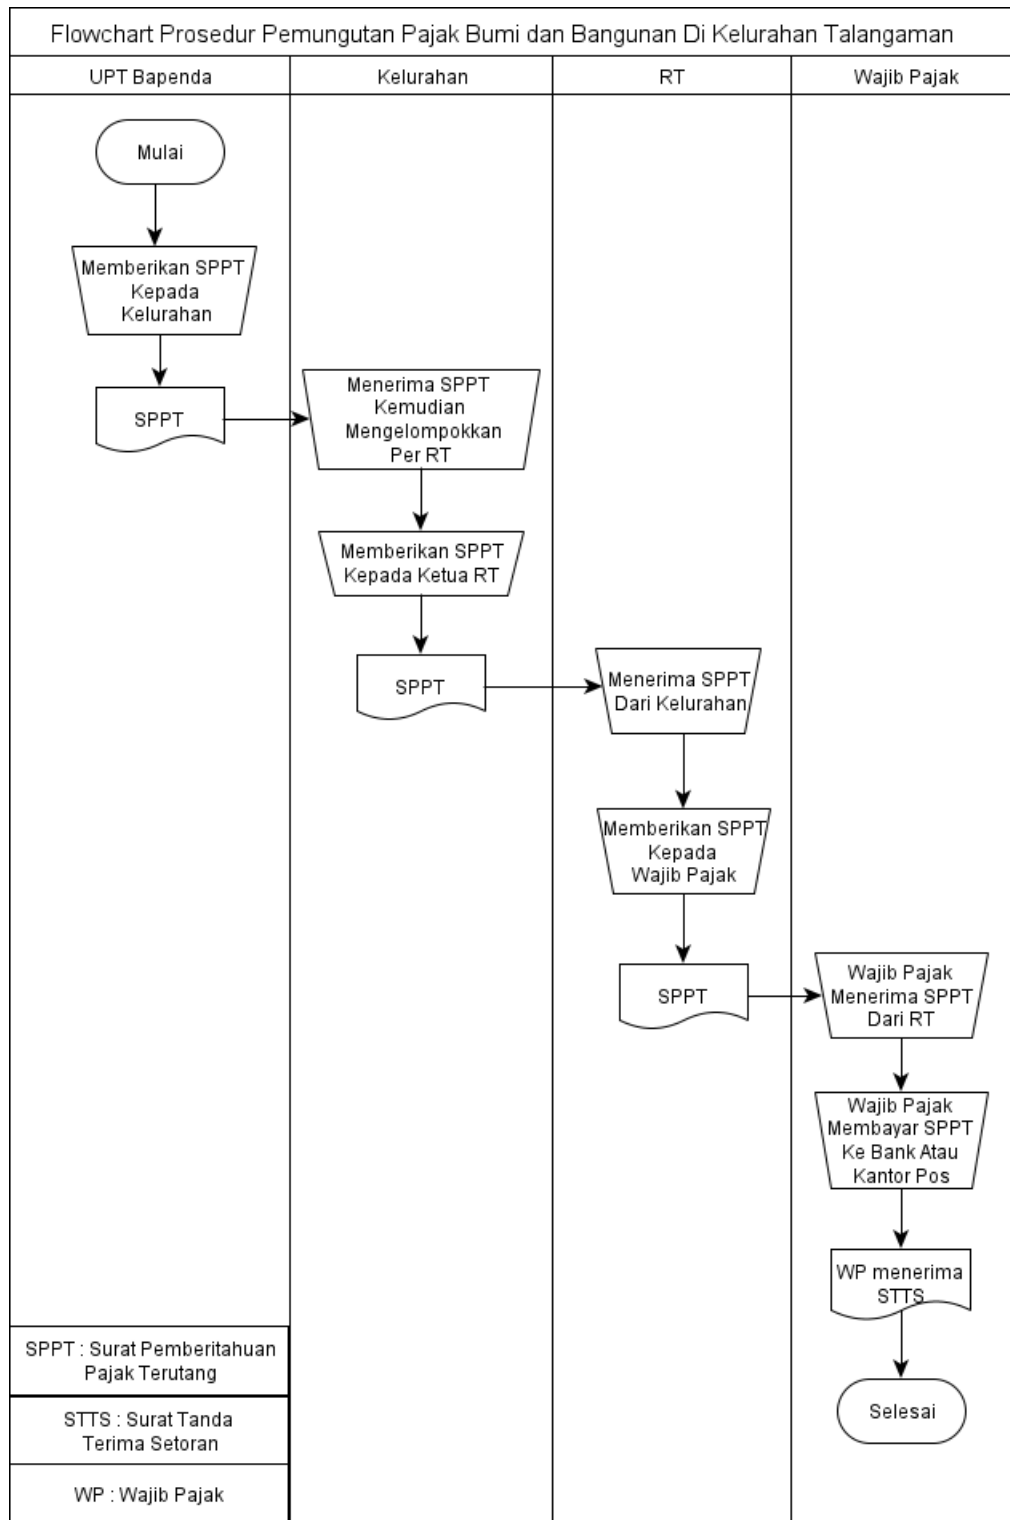 Flowchart Prosedur Pemungutan Pajak Bumi dan Bangunan Di Kelurahan Talangaman
UPT Bapenda
Kelurahan
RT
Wajib Pajak
Mulai
Memberikan SPPT
Kepada
Kelurahan
SPPT
Menerima SPPT
Kemudian
Mengelompokkan
Per RT
Memberikan SPPT
Kepada Ketua RT
SPPT
Menerima SPPT
Dari Kelurahan
Memberikan SPPT
Kepada
Wajib Pajak
SPPT
Wajib Pajak
Menerima SPPT
Dari RT
Wajib Pajak
Membayar SPPT
Ke Bank Atau
Kantor Pos
WP menerima
STTS
Selesai
SPPT : Surat Pemberitahuan
Pajak Terutang
STTS : Surat Tanda
Terima Setoran
WP : Wajib Pajak